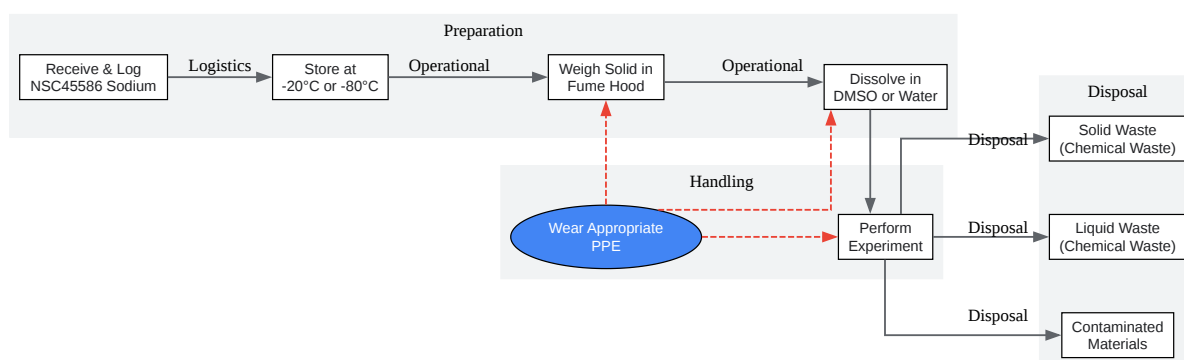 Preparation
Receive & Log
NSC45586 Sodium
Logistics
Store at
-20°C or -80°C
Operational
Weigh Solid in
Fume Hood
Operational
Dissolve in
DMSO or Water
Disposal
Disposal
Solid Waste
(Chemical Waste)
Handling
Wear Appropriate
PPE
Perform
Experiment
Disposal
Liquid Waste
(Chemical Waste)
Disposal
Contaminated
Materials